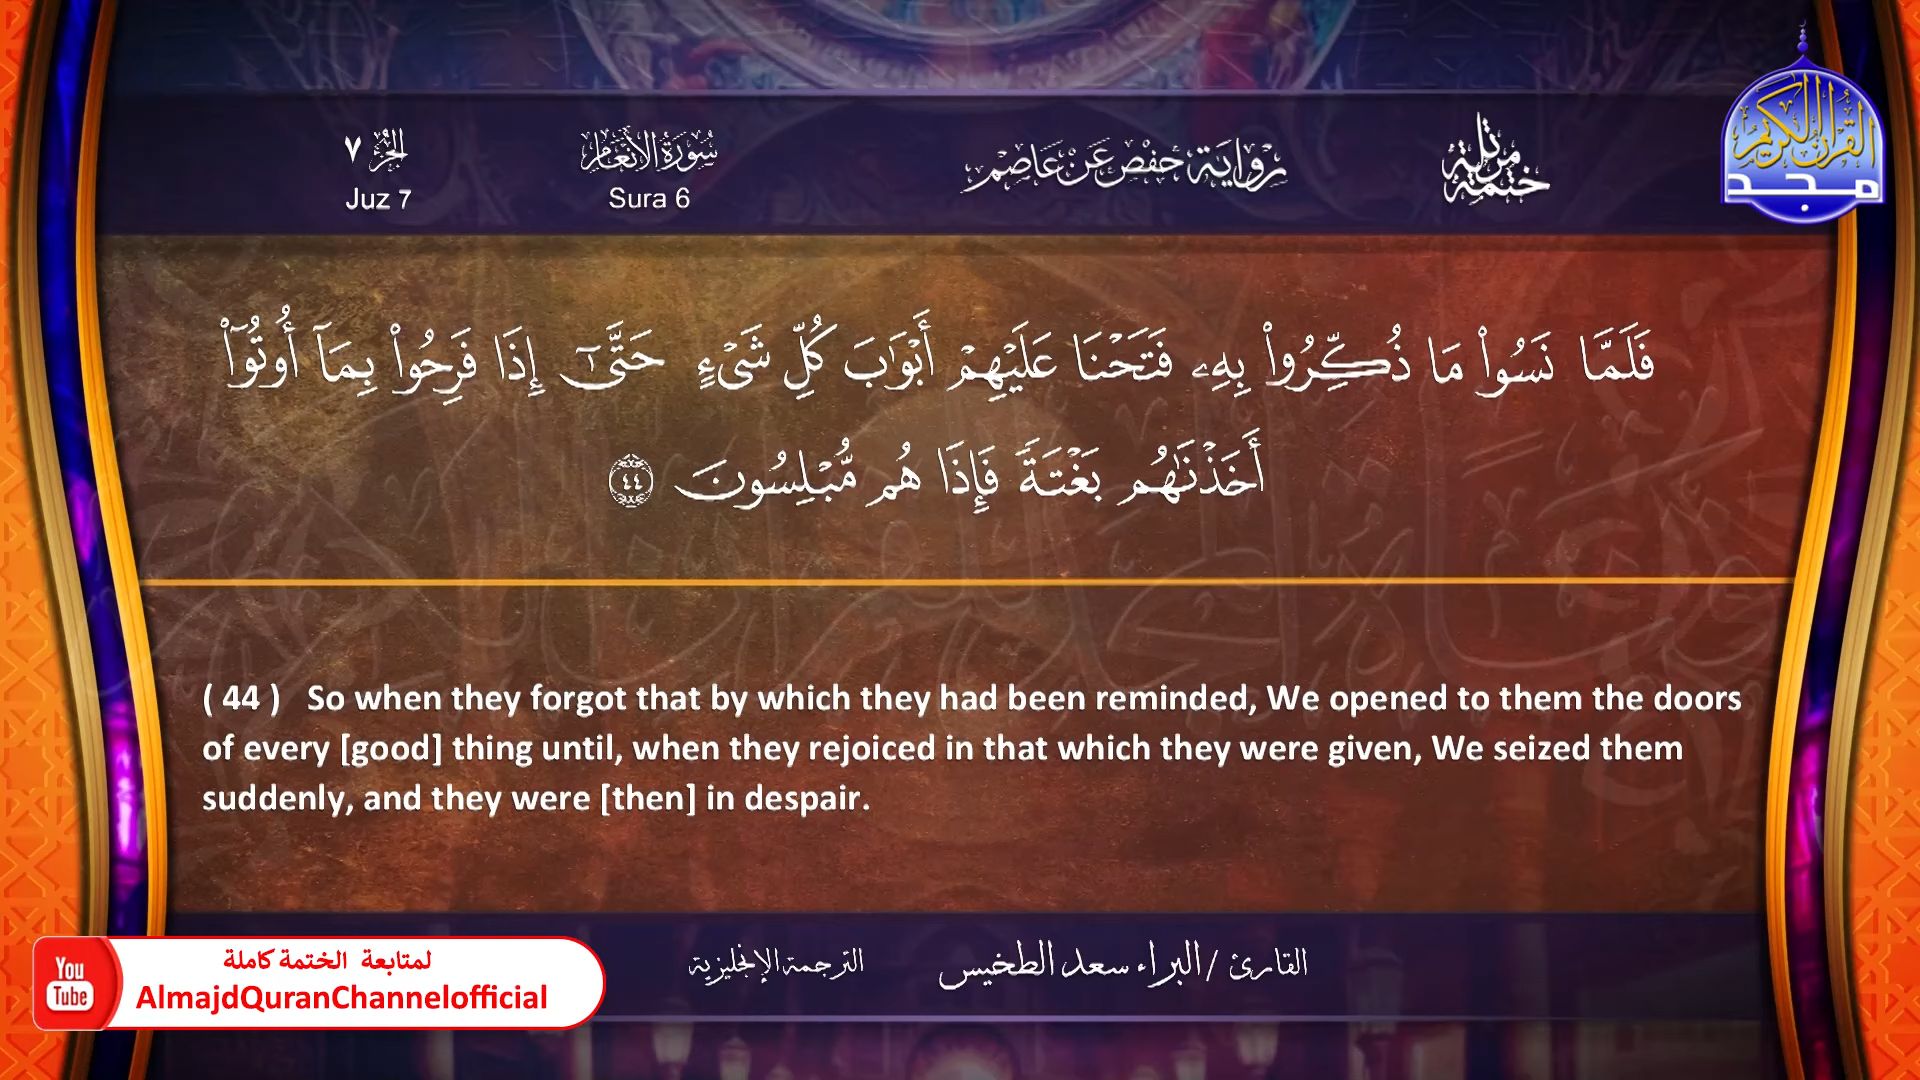 الجزء ٧
Juz 7
سورة الأنعام
Sura 6
رواية حفص عن عاصم
ختمة مرتلة
القرآن الكريم
مجد
فَلَمَّا نَسُوا۟ مَا ذُكِّرُوا۟ بِهِۦ فَتَحْنَا عَلَيْهِمْ أَبْوَٰبَ كُلِّ شَىْءٍ حَتَّىٰٓ إِذَا فَرِحُوا۟ بِمَآ أُوتُوٓا۟
أَخَذْنَٰهُم بَغْتَةً فَإِذَا هُم مُّبْلِسُونَ ٤٤
( 44 ) So when they forgot that by which they had been reminded, We opened to them the doors
of every [good] thing until, when they rejoiced in that which they were given, We seized them
suddenly, and they were [then] in despair.
القارئ / البراء سعد الطخيس
الترجمة الإنجليزية
You
Tube
لمتابعة الختمة كاملة
AlmajdQuranChannelofficial